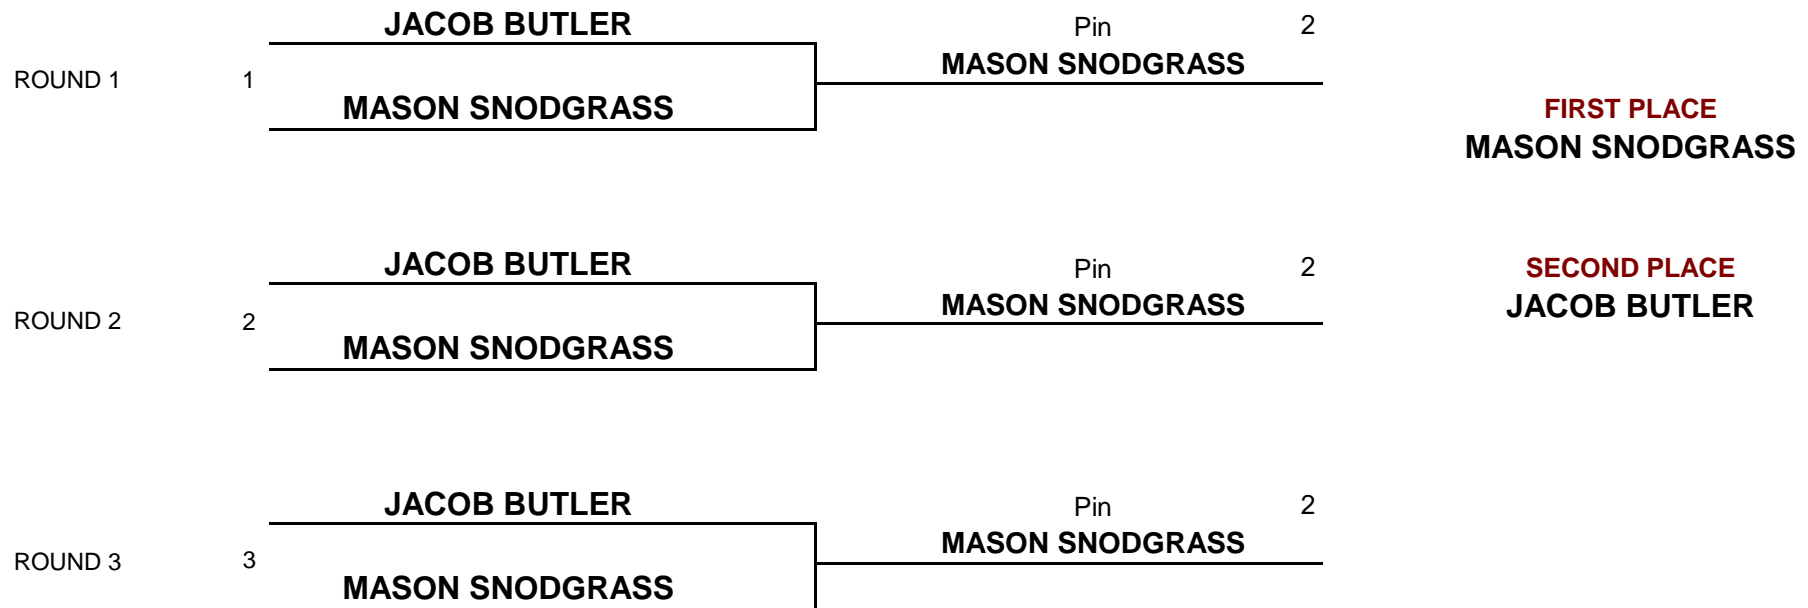 JACOB BUTLER
Pin 2
MASON SNODGRASS
ROUND 1 1
MASON SNODGRASS
FIRST PLACE
MASON SNODGRASS
JACOB BUTLER
Pin 2
MASON SNODGRASS
SECOND PLACE
JACOB BUTLER
ROUND 2 2
MASON SNODGRASS
JACOB BUTLER
Pin 2
MASON SNODGRASS
ROUND 3 3
MASON SNODGRASS